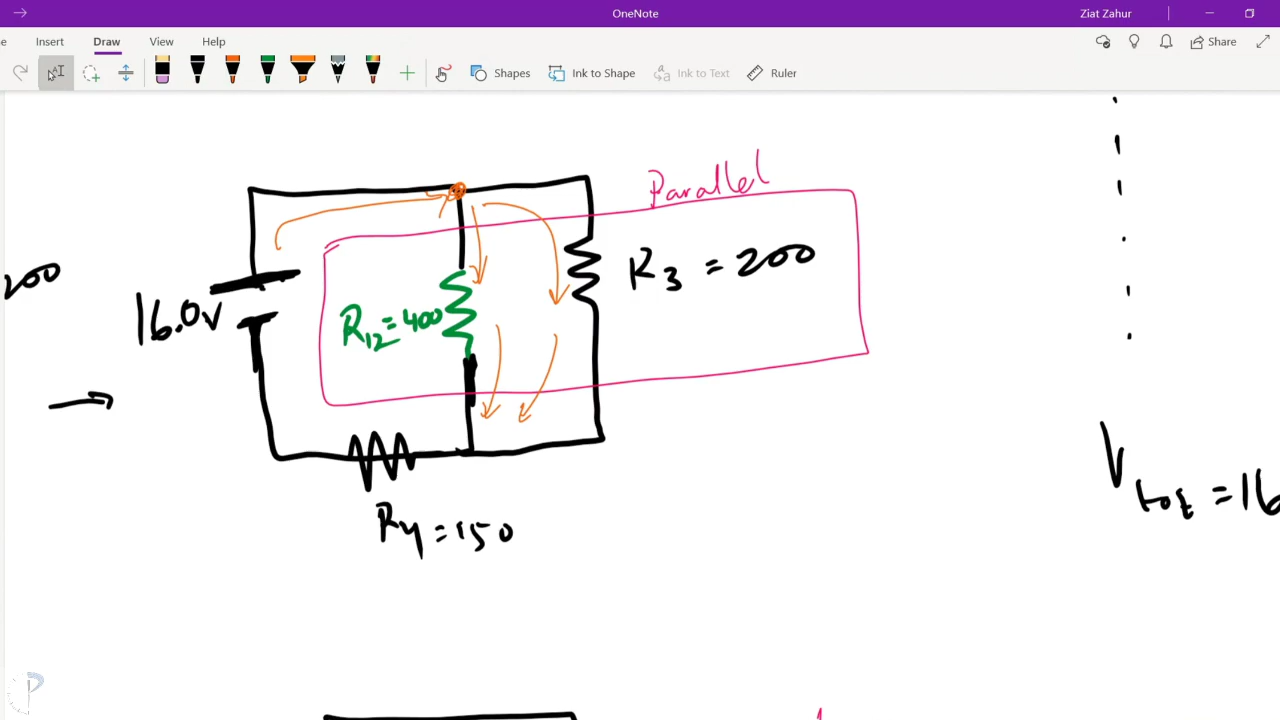 OneNote
Ziat Zahur
Insert Draw View Help
Share
Shapes
Ink to Shape
Ink to Text
Ruler
Parallel
200
16.0V
R12=400
R3 = 200
R4=150
Vtot = 16